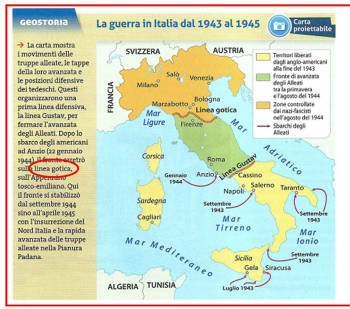 GEOSTORIA
La guerra in Italia dal 1943 al 1945
Carta
proiettabile
→ La carta mostra
i movimenti delle
truppe alleate, le tappe
della loro avanzata e
le posizioni difensive
dei tedeschi. Questi
organizzarono una
prima linea difensiva,
la linea Gustav, per
fermare l'avanzata
degli Alleati. Dopo lo
sbarco degli americani
ad Anzio (22 gennaio
1944), il fronte arretrò
sulla linea gotica,
sull'Appennino
tosco-emiliano. Qui
il fronte si stabilizzò
dal settembre 1944
sino all'aprile 1945
con l'insurrezione del
Nord Italia e la rapida
avanzata delle truppe
alleate nella Pianura
Padana.
SVIZZERA
AUSTRIA
FRANCIA
Salò
Venezia
Milano
Bologna
Marzabotto
Linea gotica
Mar
Ligure
Firenze
Mar
Adriatico
Corsica
Roma
Linea Gustav
Gennaio
1944
Anzio
Cassino
Napoli
Salerno
Taranto
Sardegna
Settembre
1943
Cagliari
Mar
Tirreno
Settembre
1943
Mar
Ionio
Settembre
1943
Mar Mediterraneo
Sicilia
Gela
Siracusa
Luglio 1943
ALGERIA
TUNISIA
Territori liberati
dagli anglo-americani
alla fine del 1943
Fronte di avanzata
degli Alleati
tra la primavera
e l'agosto del 1944
Zone controllate
dai nazi-fascisti
nell'agosto del 1944
Sbarchi degli
Alleati